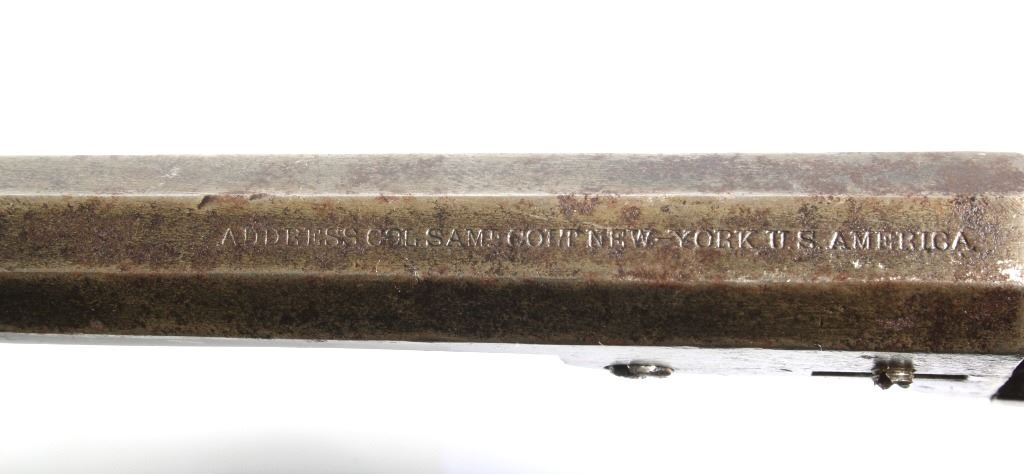 ADDRESS COL SAML COLT NEW-YORK U.S. AMERICA.